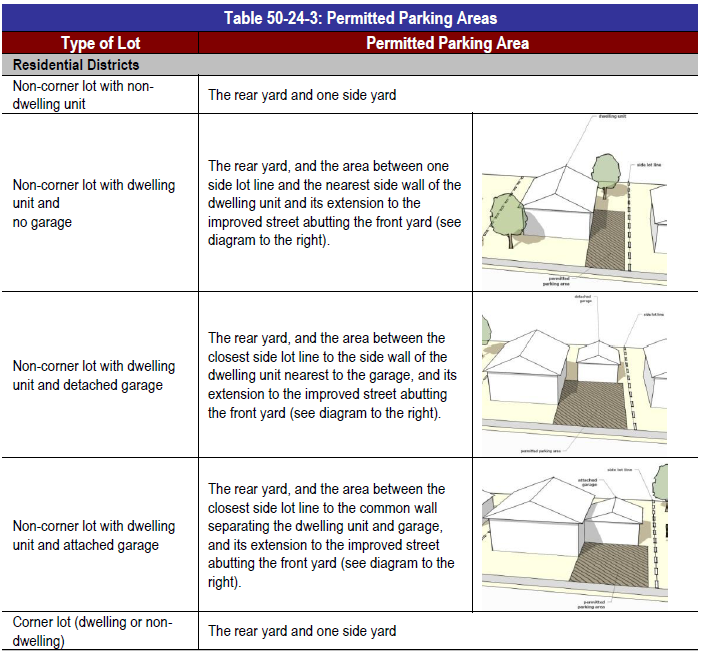 Table 50-24-3: Permitted Parking Areas
Type of Lot
Permitted Parking Area
Residential Districts
Non-corner lot with non-
dwelling unit
The rear yard and one side yard
Non-corner lot with dwelling
unit and
no garage
The rear yard, and the area between one
side lot line and the nearest side wall of the
dwelling unit and its extension to the
improved street abutting the front yard (see
diagram to the right).
dwelling unit
side lot line
permitted
parking area
Non-corner lot with dwelling
unit and detached garage
The rear yard, and the area between the
closest side lot line to the side wall of the
dwelling unit nearest to the garage, and its
extension to the improved street abutting
the front yard (see diagram to the right).
detached
garage
side lot line
permitted parking area
Non-corner lot with dwelling
unit and attached garage
The rear yard, and the area between the
closest side lot line to the common wall
separating the dwelling unit and garage,
and its extension to the improved street
abutting the front yard (see diagram to the
right).
side lot line
attached
garage
permitted
parking area
Corner lot (dwelling or non-
dwelling)
The rear yard and one side yard